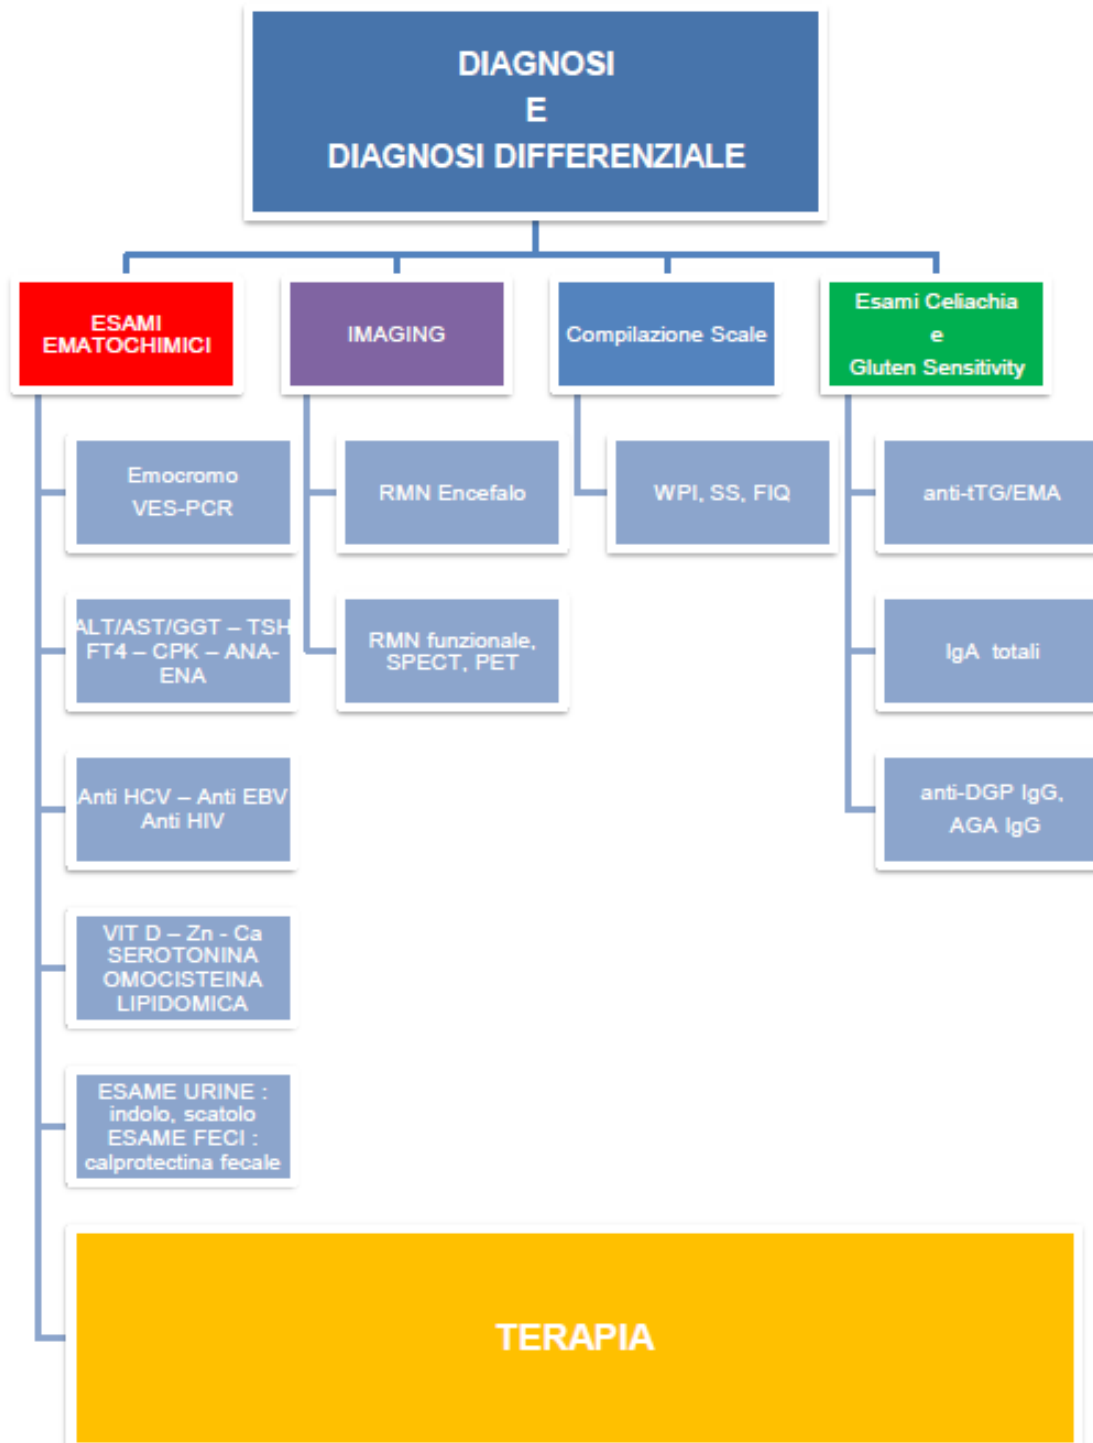 DIAGNOSI
E
DIAGNOSI DIFFERENZIALE
ESAMI
EMATOCHIMICI
Emocromo
VES-PCR
ALT/AST/GGT – TSH
FT4 – CPK – ANA-
ENA
Anti HCV – Anti EBV
Anti HIV
VIT D – Zn - Ca
SEROTONINA
OMOCISTEINA
LIPIDOMICA
ESAME URINE :
indolo, scatolo
ESAME FECI :
calprotectina fecale
IMAGING
RMN Encefalo
RMN funzionale,
SPECT, PET
Compilazione Scale
WPI, SS, FIQ
Esami Celiachia
e
Gluten Sensitivity
anti-tTG/EMA
IgA totali
anti-DGP IgG,
AGA IgG
TERAPIA